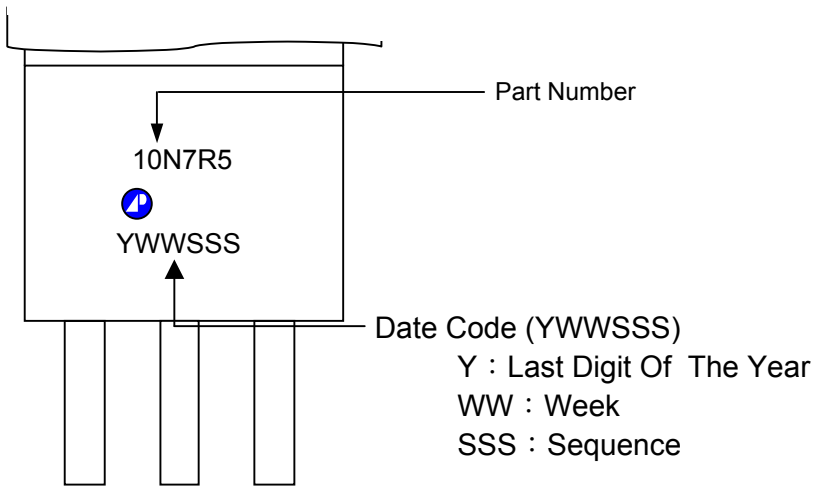 Part Number
10N7R5
YWWSSS
Date Code (YWWSSS)
Y：Last Digit Of The Year
WW：Week
SSS：Sequence